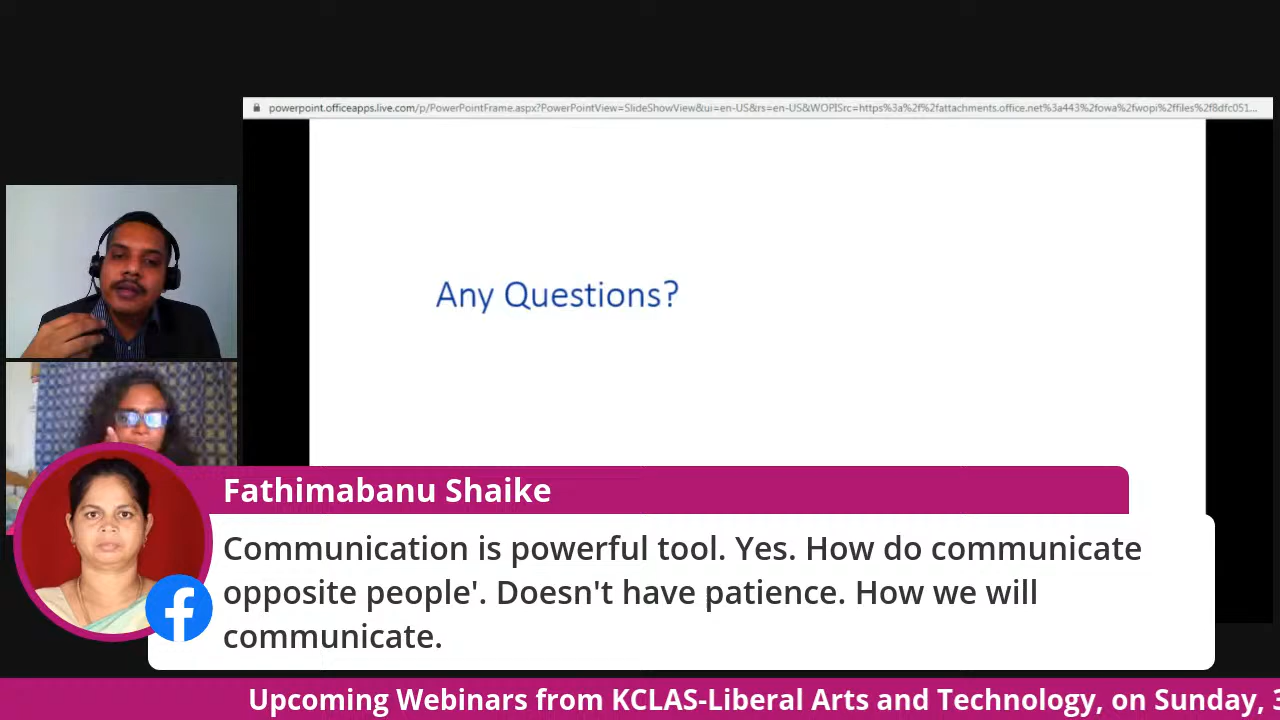 powerpoint.officeapps.live.com/p/PowerPointFrame.aspx?PowerPointView=SlideShowView&ui=en-US&rs=en-US&WOPISrc=https%3a%2f%2fattachments.office.net%3a443%2fowa%2fwopi%2ffiles%2f8dfc051...
Any Questions?
Fathimabanu Shaike
Communication is powerful tool. Yes. How do communicate
opposite people'. Doesn't have patience. How we will
communicate.
Upcoming Webinars from KCLAS-Liberal Arts and Technology, on Sunday, 3